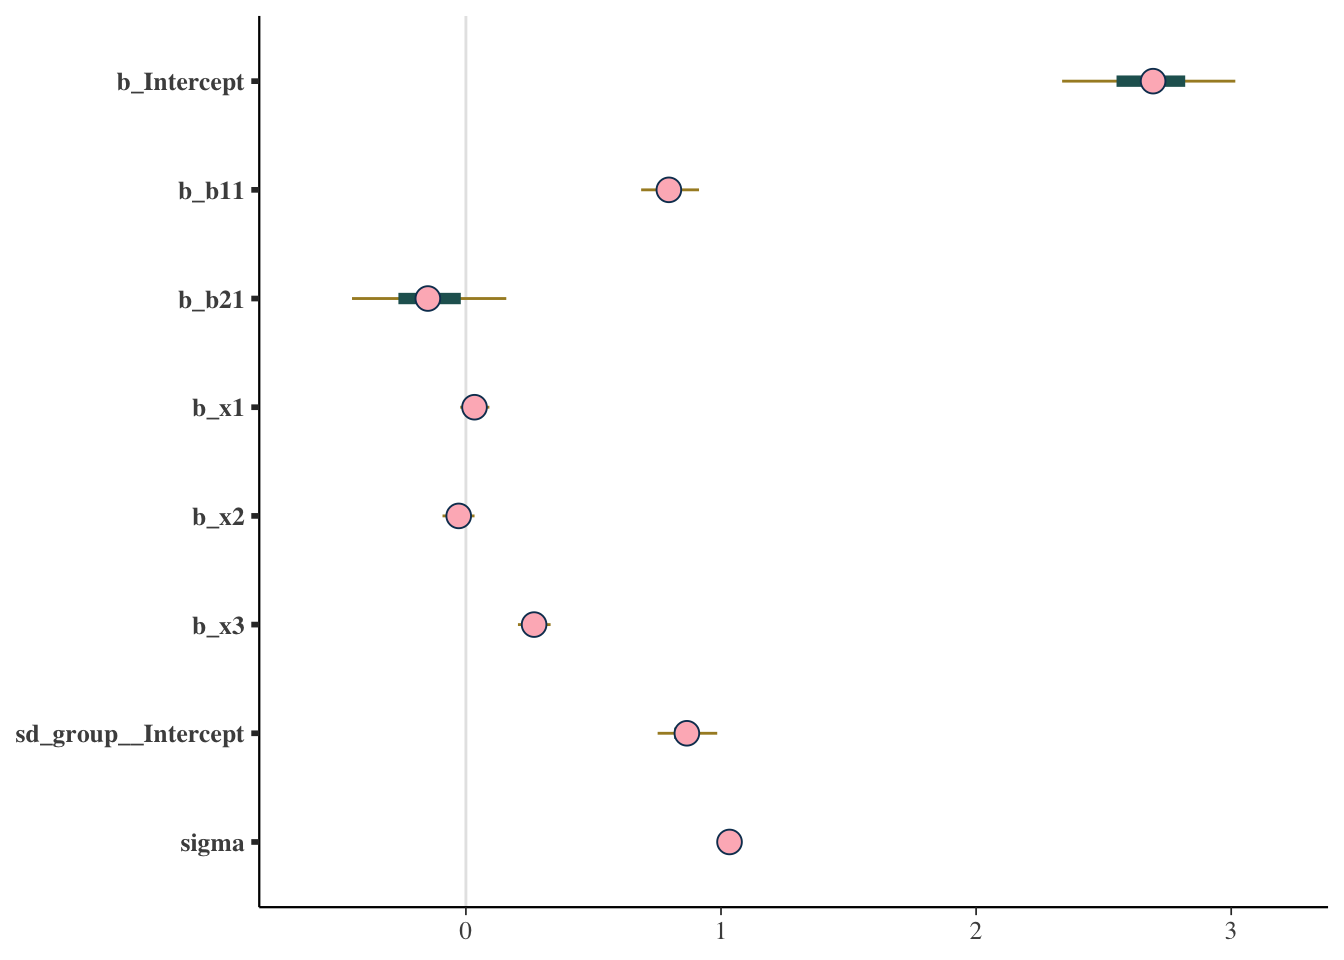 b_Intercept
b_b11
b_b21
b_x1
b_x2
b_x3
sd_group__Intercept
sigma
0 1 2 3